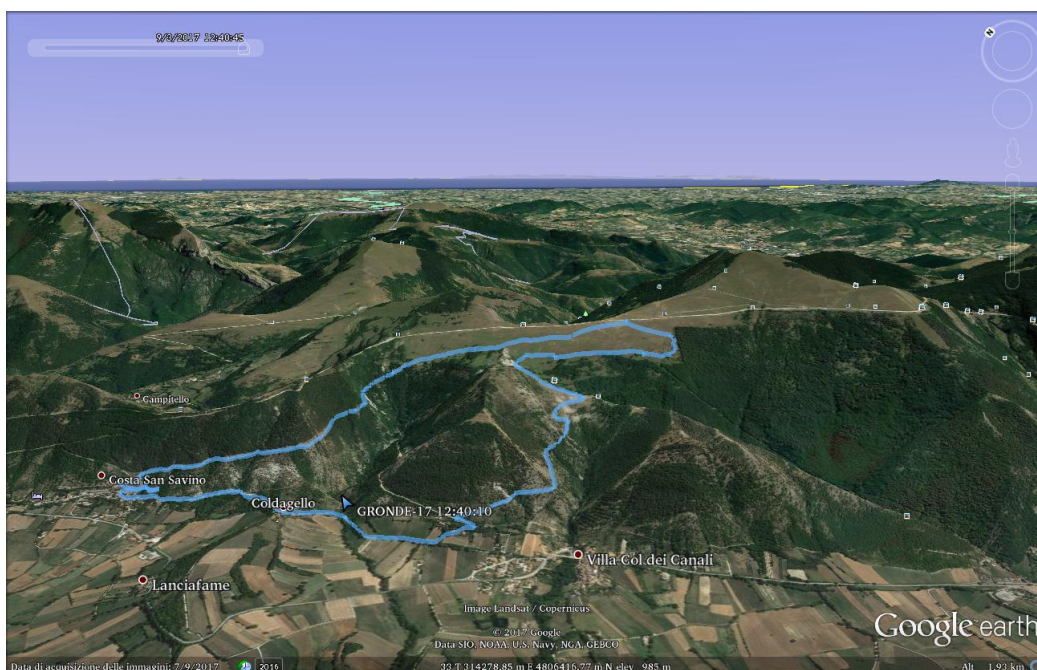 9/3/2017 12:40:45
N
Campitello
Costa San Savino
Coldagello
GRONDE-17 12:40:10
Villa Col dei Canali
Lanciafame
Image Landsat / Copernicus
© 2017 Google
Data SIO, NOAA, U.S. Navy, NGA, GEBCO
Google earth
Data di acquisizione delle immagini: 7/9/2017 2016 33 T 314278.85 m E 4806416.77 m N elev 985 m Alt 1.93 km